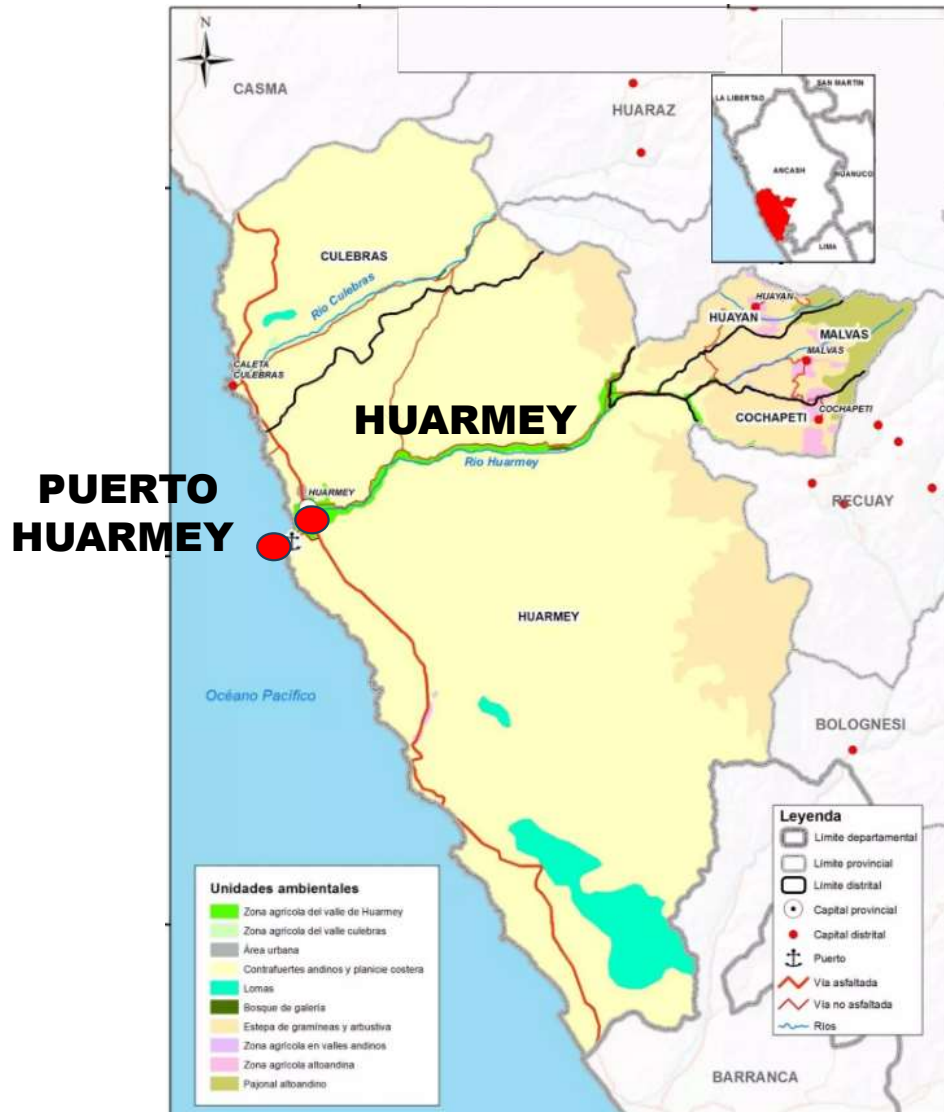 N
CASMA
HUARAZ
SAN MARTIN
LA LIBERTAD
ANCASH
HUANUCO
LIMA
CULEBRAS
Río Culebras
HUAYAN
HUAYAN
MALVAS
MALVAS
CALETA
CULEBRAS
COCHAPETI
COCHAPETI
HUARMEY
Río Huarmey
HUARMEY
PUERTO
HUARMEY
RECUAY
HUARMEY
Océano Pacífico
BOLOGNESI
Leyenda
Límite departamental
Límite provincial
Límite distrital
Capital provincial
Capital distrital
Puerto
Vía asfaltada
Vía no asfaltada
Ríos
Unidades ambientales
Zona agrícola del valle de Huarmey
Zona agrícola del valle culebras
Área urbana
Contrafuertes andinos y planicie costera
Lomas
Bosque de galería
Estepa de gramíneas y arbustiva
Zona agrícola en valles andinos
Zona agrícola altoandina
Pajonal altoandino
BARRANCA